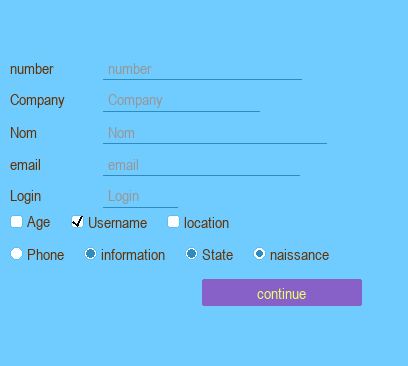 number number
Company Company
Nom Nom
email email
Login Login
Age Username location
Phone information State naissance
continue